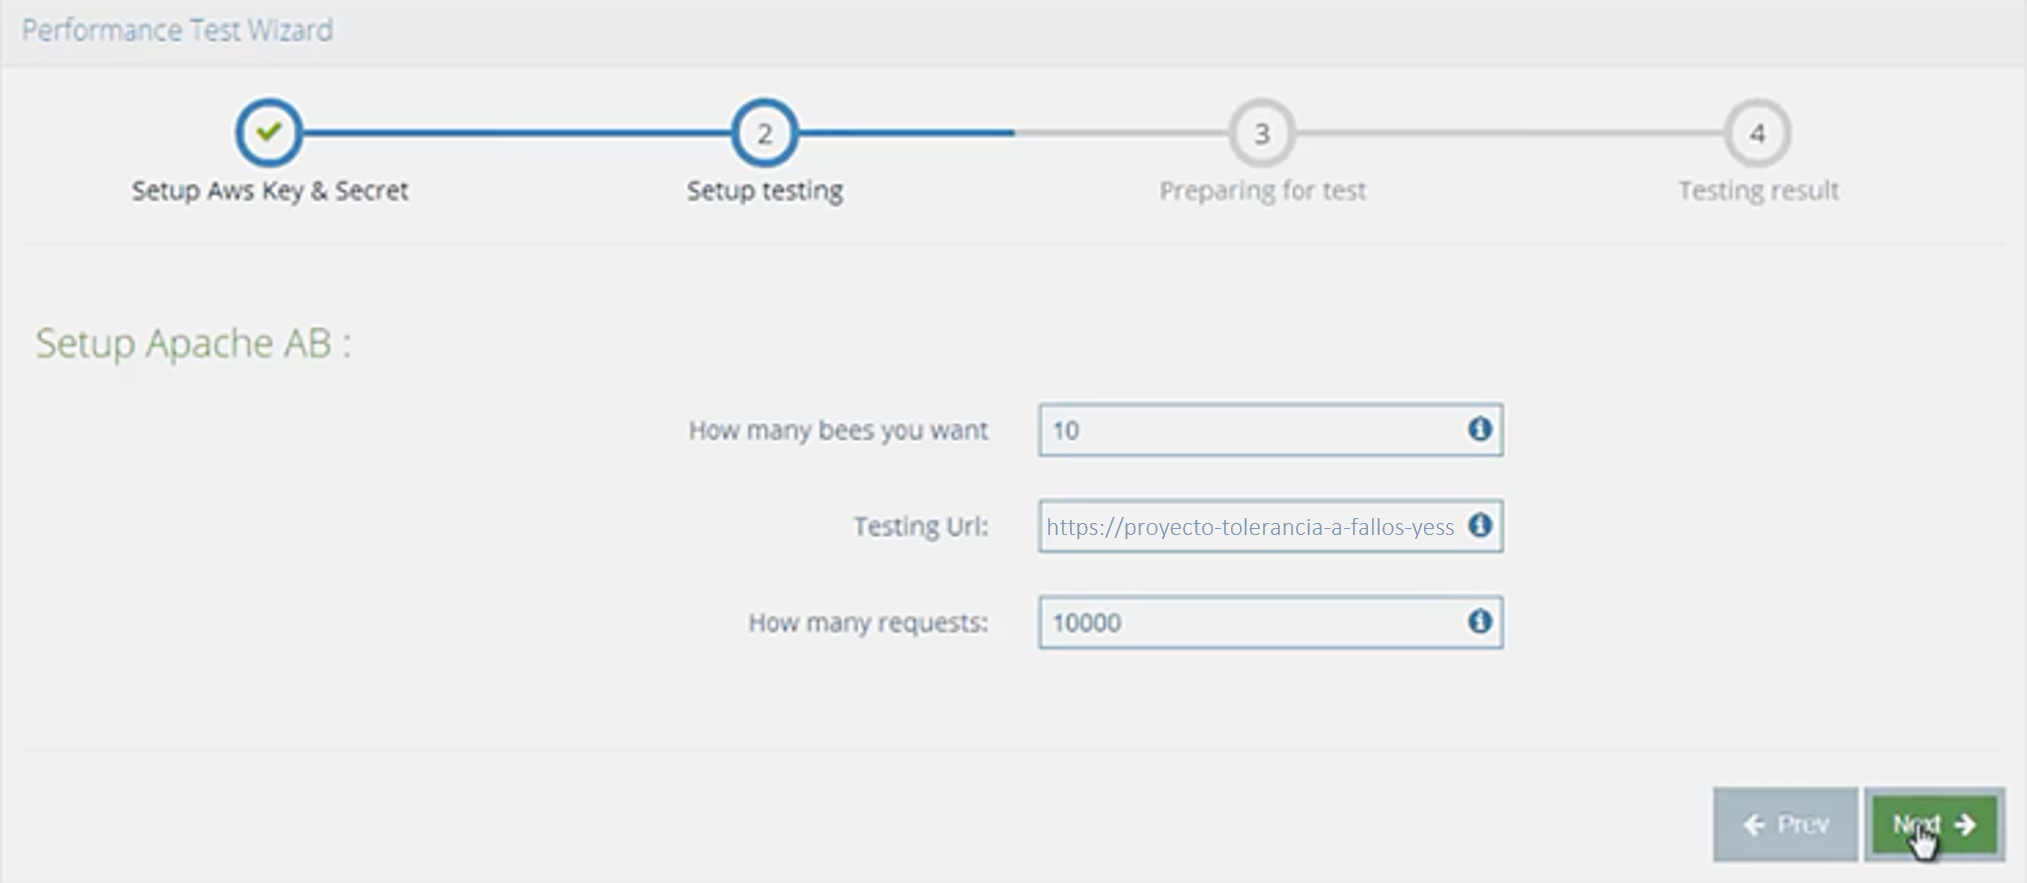 Performance Test Wizard
2
3
4
Setup Aws Key & Secret
Setup testing
Preparing for test
Testing result
Setup Apache AB :
How many bees you want
10
Testing Url:
https://proyecto-tolerancia-a-fallos-yess
How many requests:
10000
Prev
Next